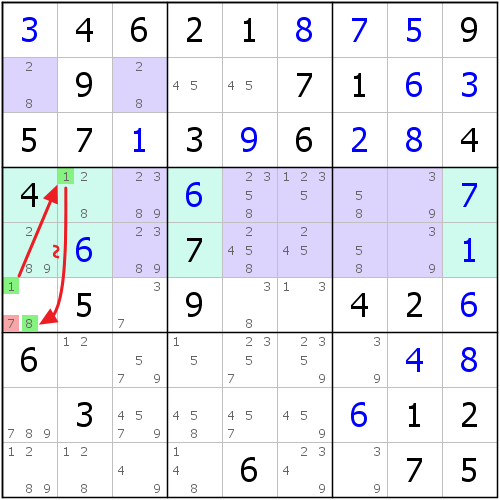 3 4 6 2 1 8 7 5 9
2 2
9 4 5 4 5 7 1 6 3
8 8
5 7 1 3 9 6 2 8 4
1 2 2 3 2 3 1 2 3 3
4 6 5 5 5 7
8 8 9 8 8 9
2 2 3 2 2 3
6 7 4 5 4 5 5 1
8 9 8 9 8 8 9
1 3 3 1 3
5 9 4 2 6
7 8 7 8
1 2 1 2 3 2 3 3
6 5 5 5 5 4 8
7 9 7 9 9
3 4 5 4 5 4 5 4 5 6 1 2
7 8 9 7 9 8 7 9
1 2 1 2 1 2 3 3
4 4 6 4 7 5
8 9 8 9 8 9 9